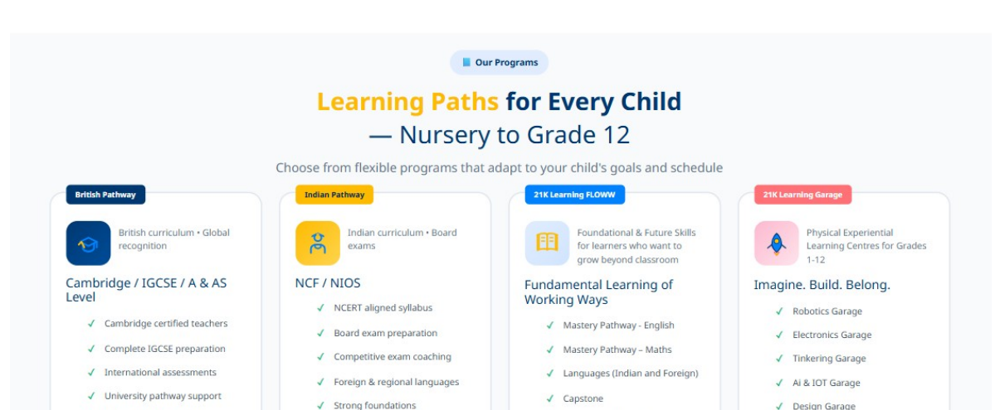 Our Programs
Learning Paths for Every Child
— Nursery to Grade 12
Choose from flexible programs that adapt to your child's goals and schedule
British Pathway
British curriculum • Global
recognition
Cambridge / IGCSE / A & AS
Level
✓ Cambridge certified teachers
✓ Complete IGCSE preparation
✓ International assessments
✓ University pathway support
Indian Pathway
Indian curriculum • Board
exams
NCF / NIOS
✓ NCERT aligned syllabus
✓ Board exam preparation
✓ Competitive exam coaching
✓ Foreign & regional languages
✓ Strong foundations
21K Learning FLOWW
Foundational & Future Skills
for learners who want to
grow beyond classroom
Fundamental Learning of
Working Ways
✓ Mastery Pathway - English
✓ Mastery Pathway – Maths
✓ Languages (Indian and Foreign)
✓ Capstone
21K Learning Garage
Physical Experiential
Learning Centres for Grades
1-12
Imagine. Build. Belong.
✓ Robotics Garage
✓ Electronics Garage
✓ Tinkering Garage
✓ Ai & IOT Garage
✓ Design Garage